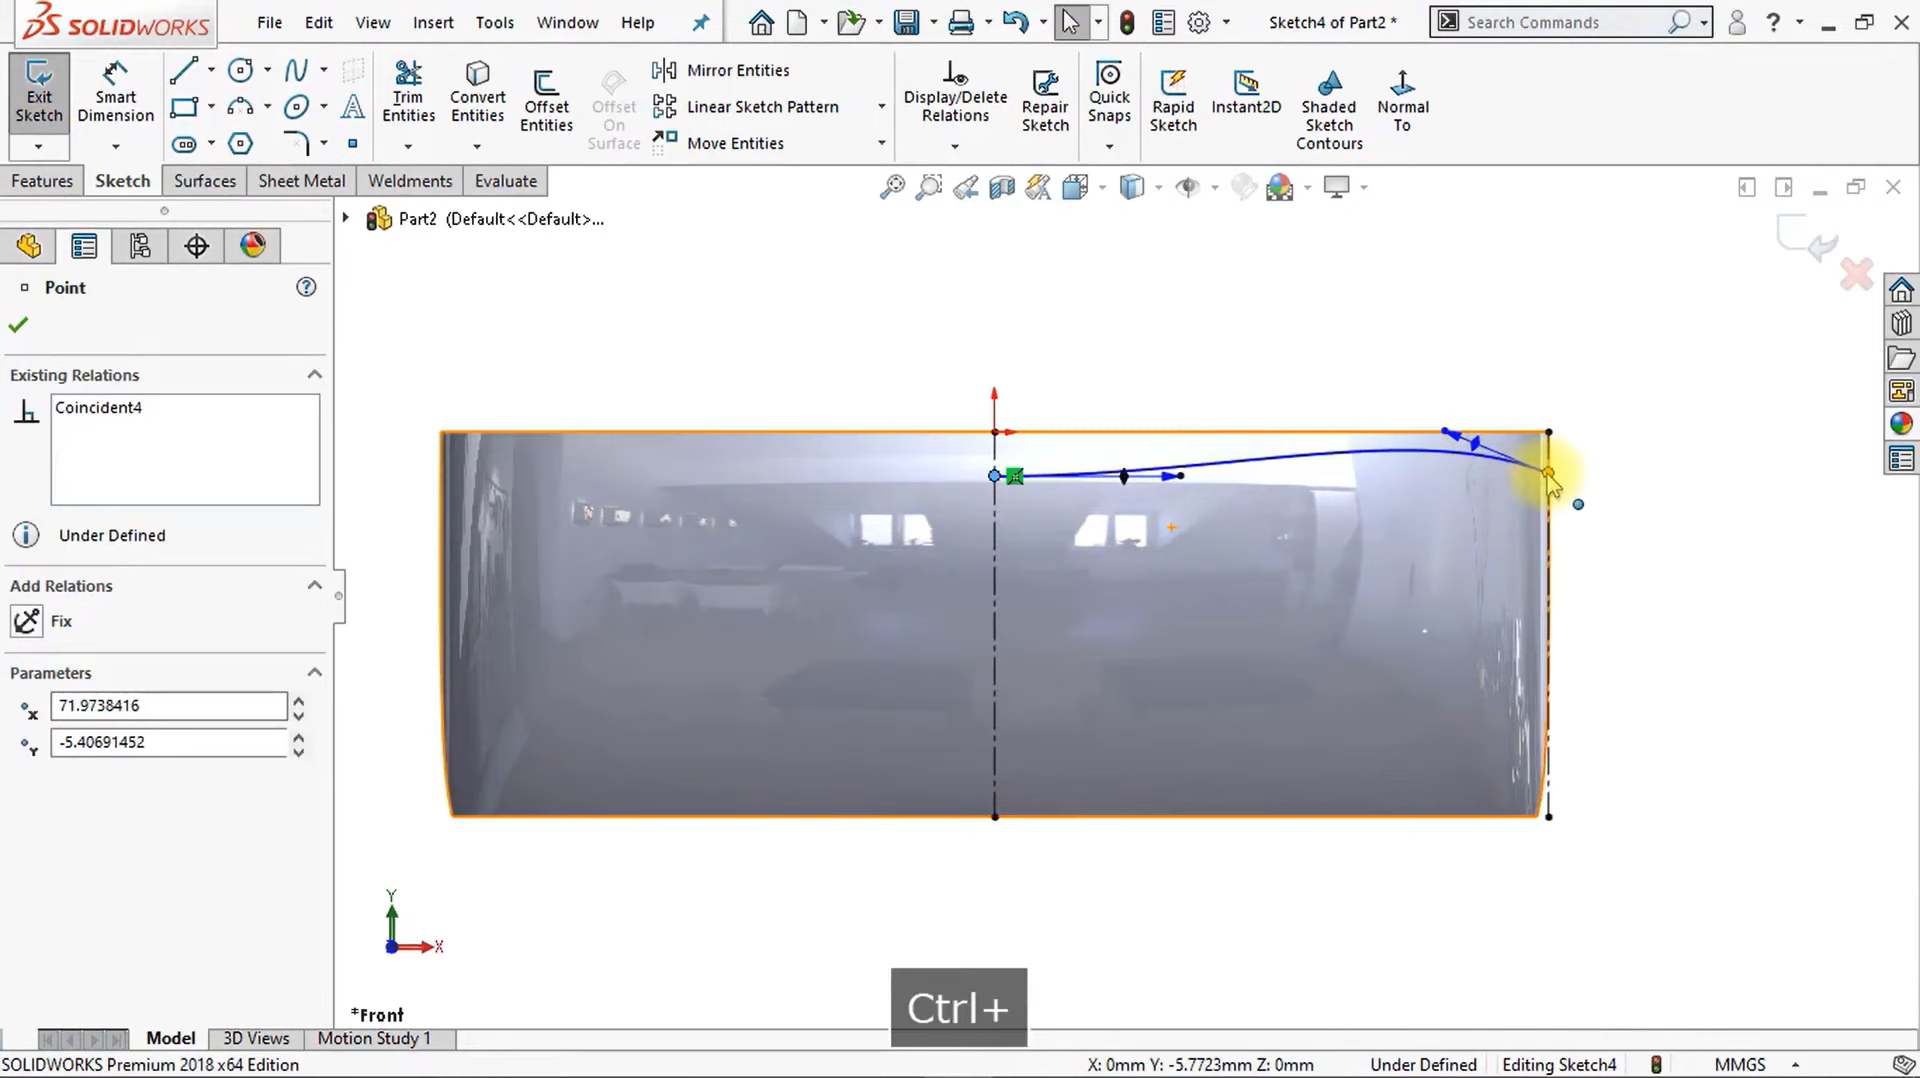 SOLIDWORKS
File Edit View Insert Tools Window Help
Sketch4 of Part2 *
Search Commands
Exit Sketch
Smart Dimension
Trim Entities
Convert Entities
Offset Entities
Offset On Surface
Mirror Entities
Linear Sketch Pattern
Move Entities
Display/Delete Relations
Repair Sketch
Quick Snaps
Rapid Sketch
Instant2D
Shaded Sketch Contours
Normal To
Features Sketch Surfaces Sheet Metal Weldments Evaluate
Part2 (Default<<Default>...
Point
Existing Relations
Coincident4
Under Defined
Add Relations
Fix
Parameters
X 71.9738416
Y -5.40691452
Y
X
*Front
Ctrl+
Model 3D Views Motion Study 1
SOLIDWORKS Premium 2018 x64 Edition
X: 0mm Y: -5.7723mm Z: 0mm Under Defined Editing Sketch4 MMGS